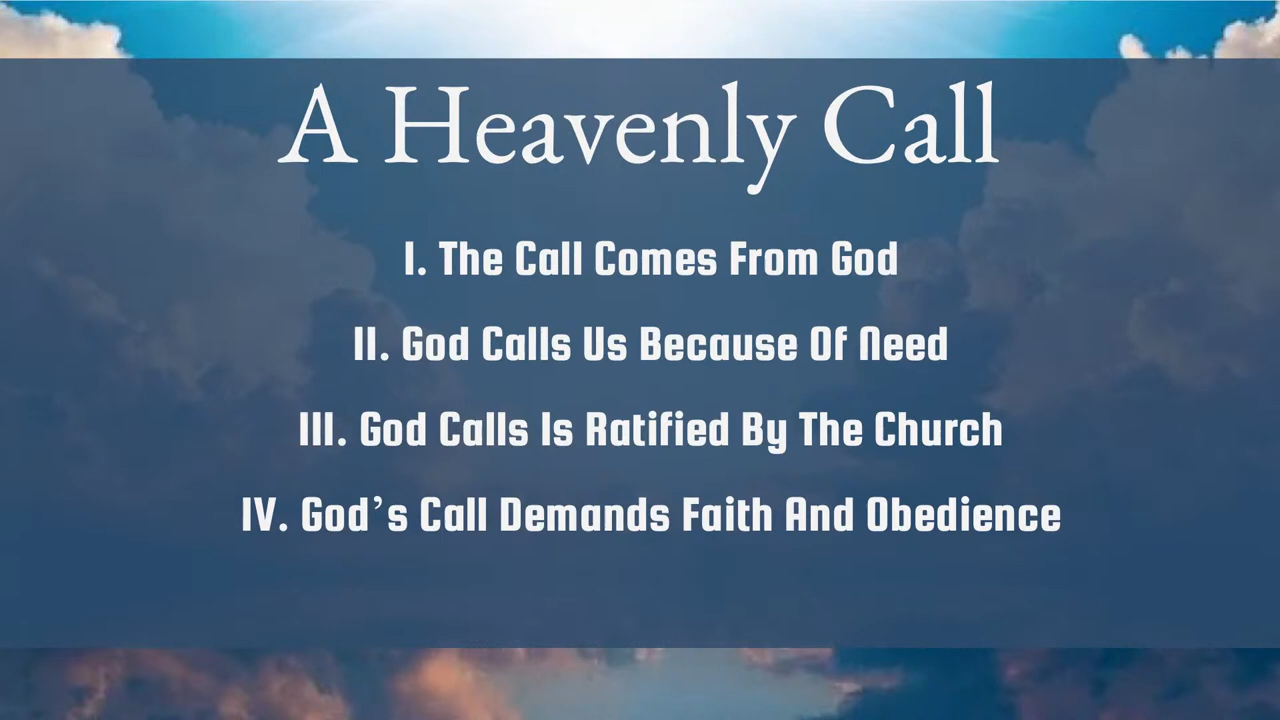 A Heavenly Call
I. The Call Comes From God
II. God Calls Us Because Of Need
III. God Calls Is Ratified By The Church
IV. God’s Call Demands Faith And Obedience